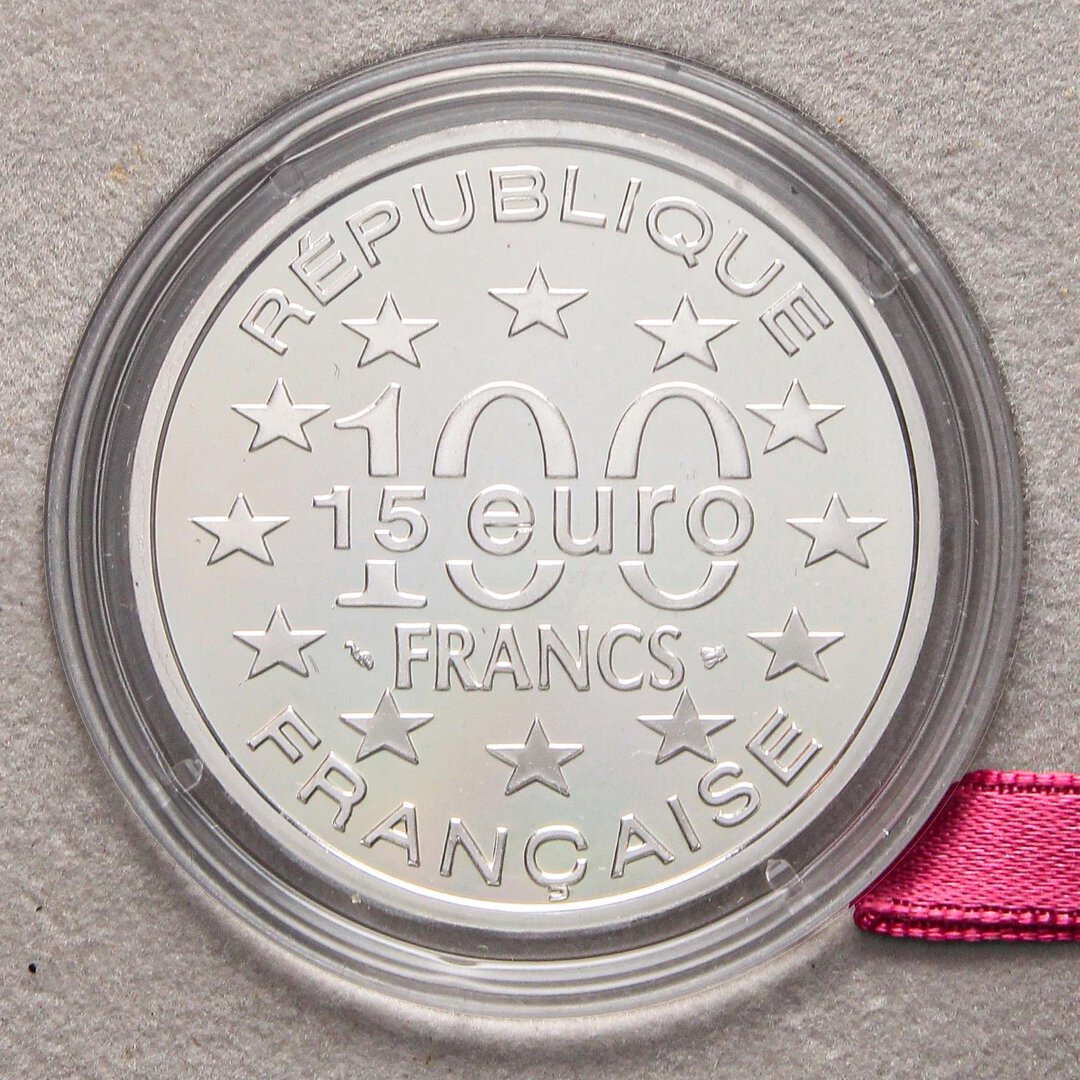 RÉPUBLIQUE
100
15 euro
FRANCS
FRANÇAISE